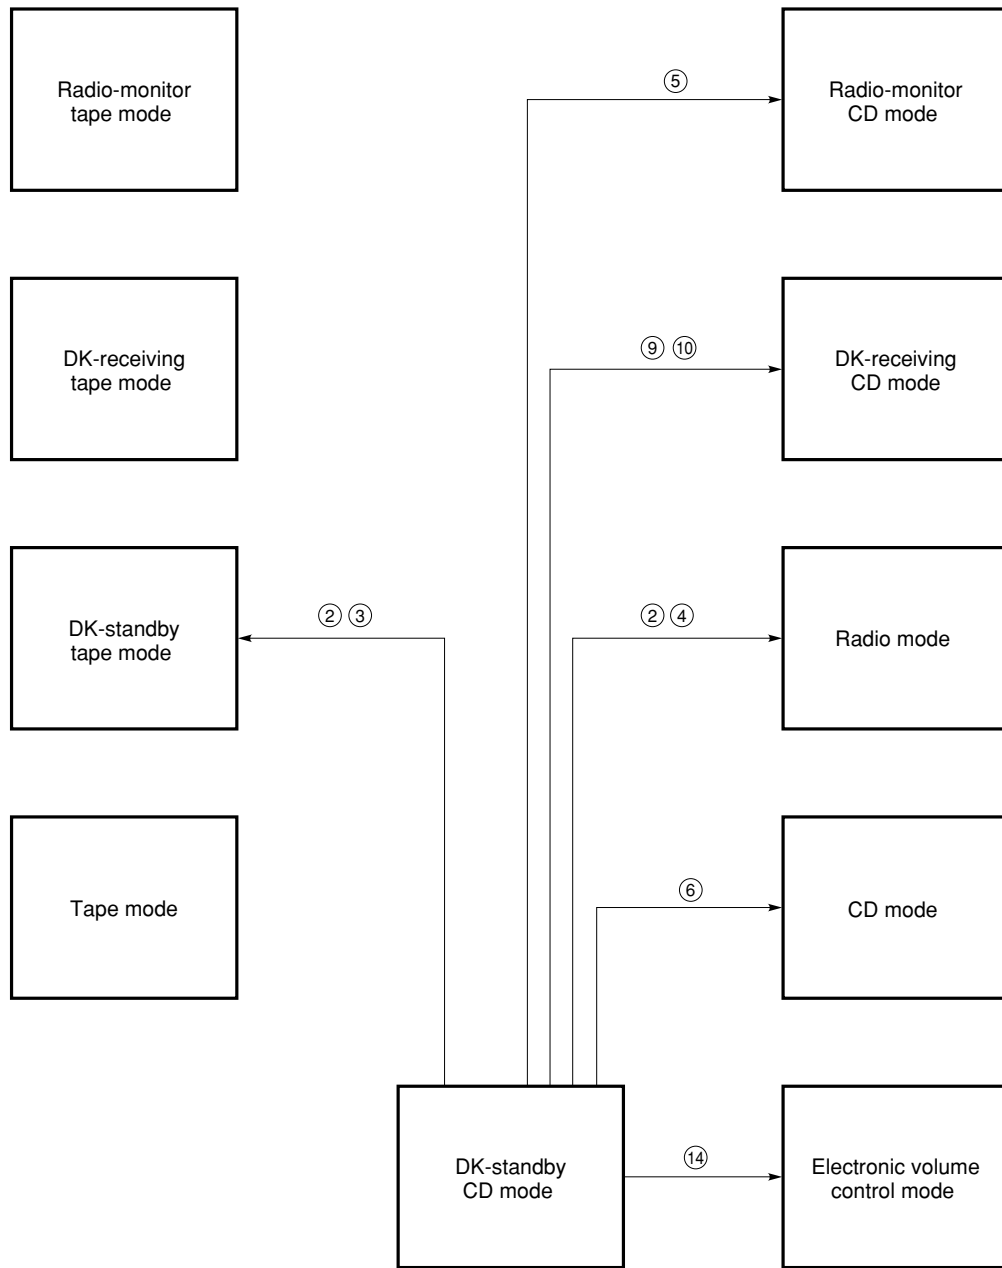 Radio-monitor
tape mode
⑤
Radio-monitor
CD mode
DK-receiving
tape mode
⑨ ⑩
DK-receiving
CD mode
DK-standby
tape mode
② ③
② ④
Radio mode
Tape mode
⑥
CD mode
DK-standby
CD mode
⑭
Electronic volume
control mode